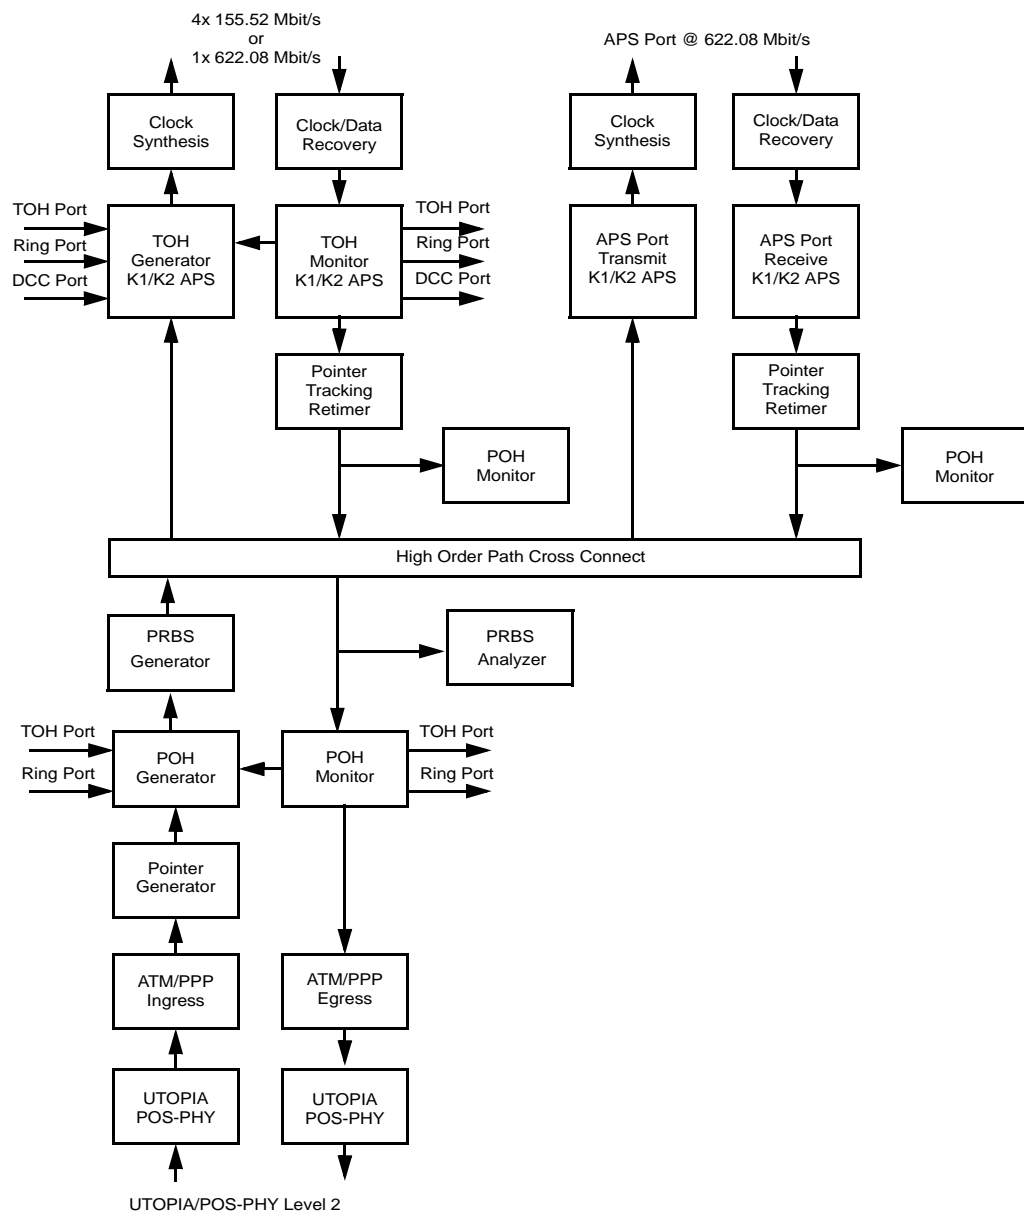 4x 155.52 Mbit/s
or
1x 622.08 Mbit/s
APS Port @ 622.08 Mbit/s
Clock
Synthesis
Clock/Data
Recovery
Clock
Synthesis
Clock/Data
Recovery
TOH Port
Ring Port
DCC Port
TOH
Generator
K1/K2 APS
TOH
Monitor
K1/K2 APS
TOH Port
Ring Port
DCC Port
APS Port
Transmit
K1/K2 APS
APS Port
Receive
K1/K2 APS
Pointer
Tracking
Retimer
Pointer
Tracking
Retimer
POH
Monitor
POH
Monitor
High Order Path Cross Connect
PRBS
Generator
PRBS
Analyzer
TOH Port
Ring Port
POH
Generator
POH
Monitor
TOH Port
Ring Port
Pointer
Generator
ATM/PPP
Ingress
ATM/PPP
Egress
UTOPIA
POS-PHY
UTOPIA
POS-PHY
UTOPIA/POS-PHY Level 2